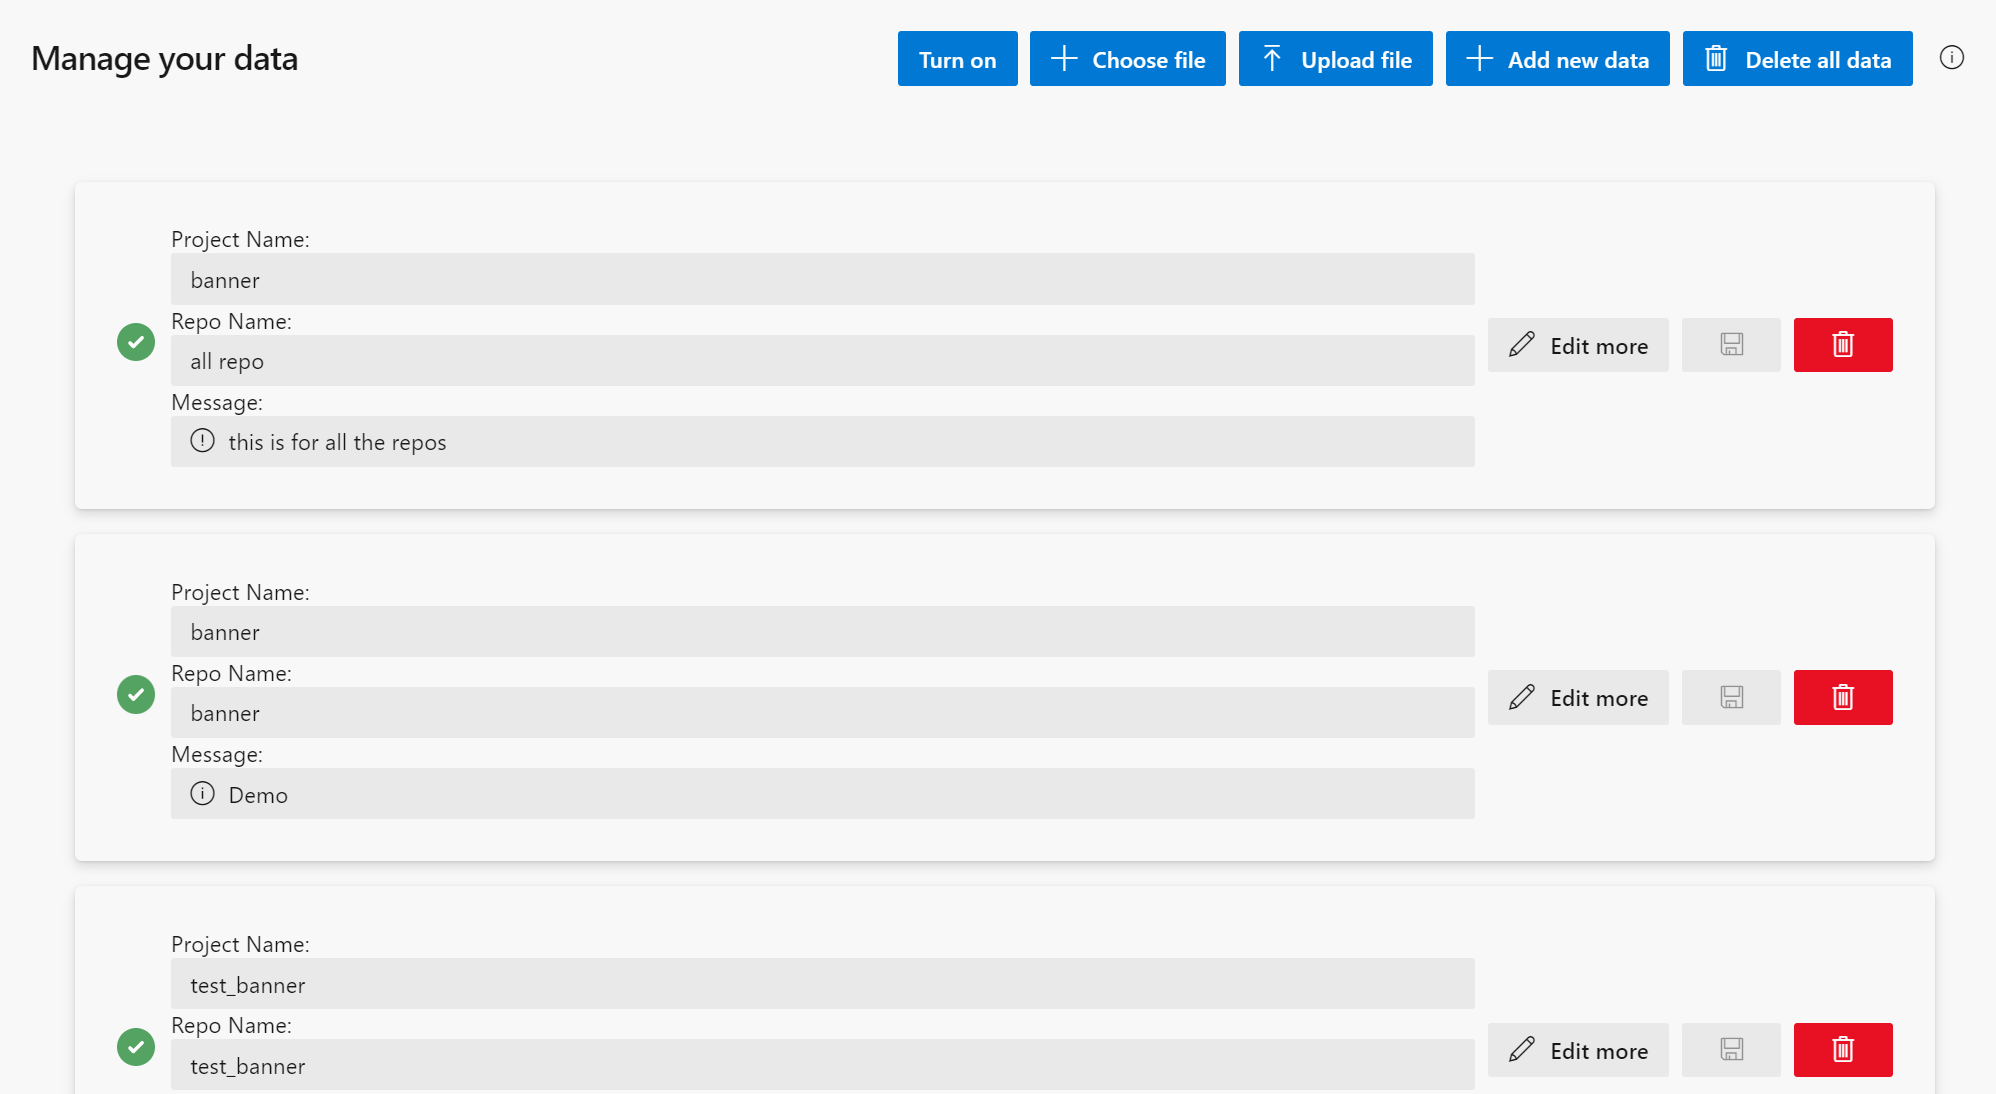 Manage your data
Turn on
Choose file
Upload file
Add new data
Delete all data
Project Name:
banner
Repo Name:
all repo
Edit more
Message:
this is for all the repos
Project Name:
banner
Repo Name:
banner
Edit more
Message:
Demo
Project Name:
test_banner
Repo Name:
test_banner
Edit more